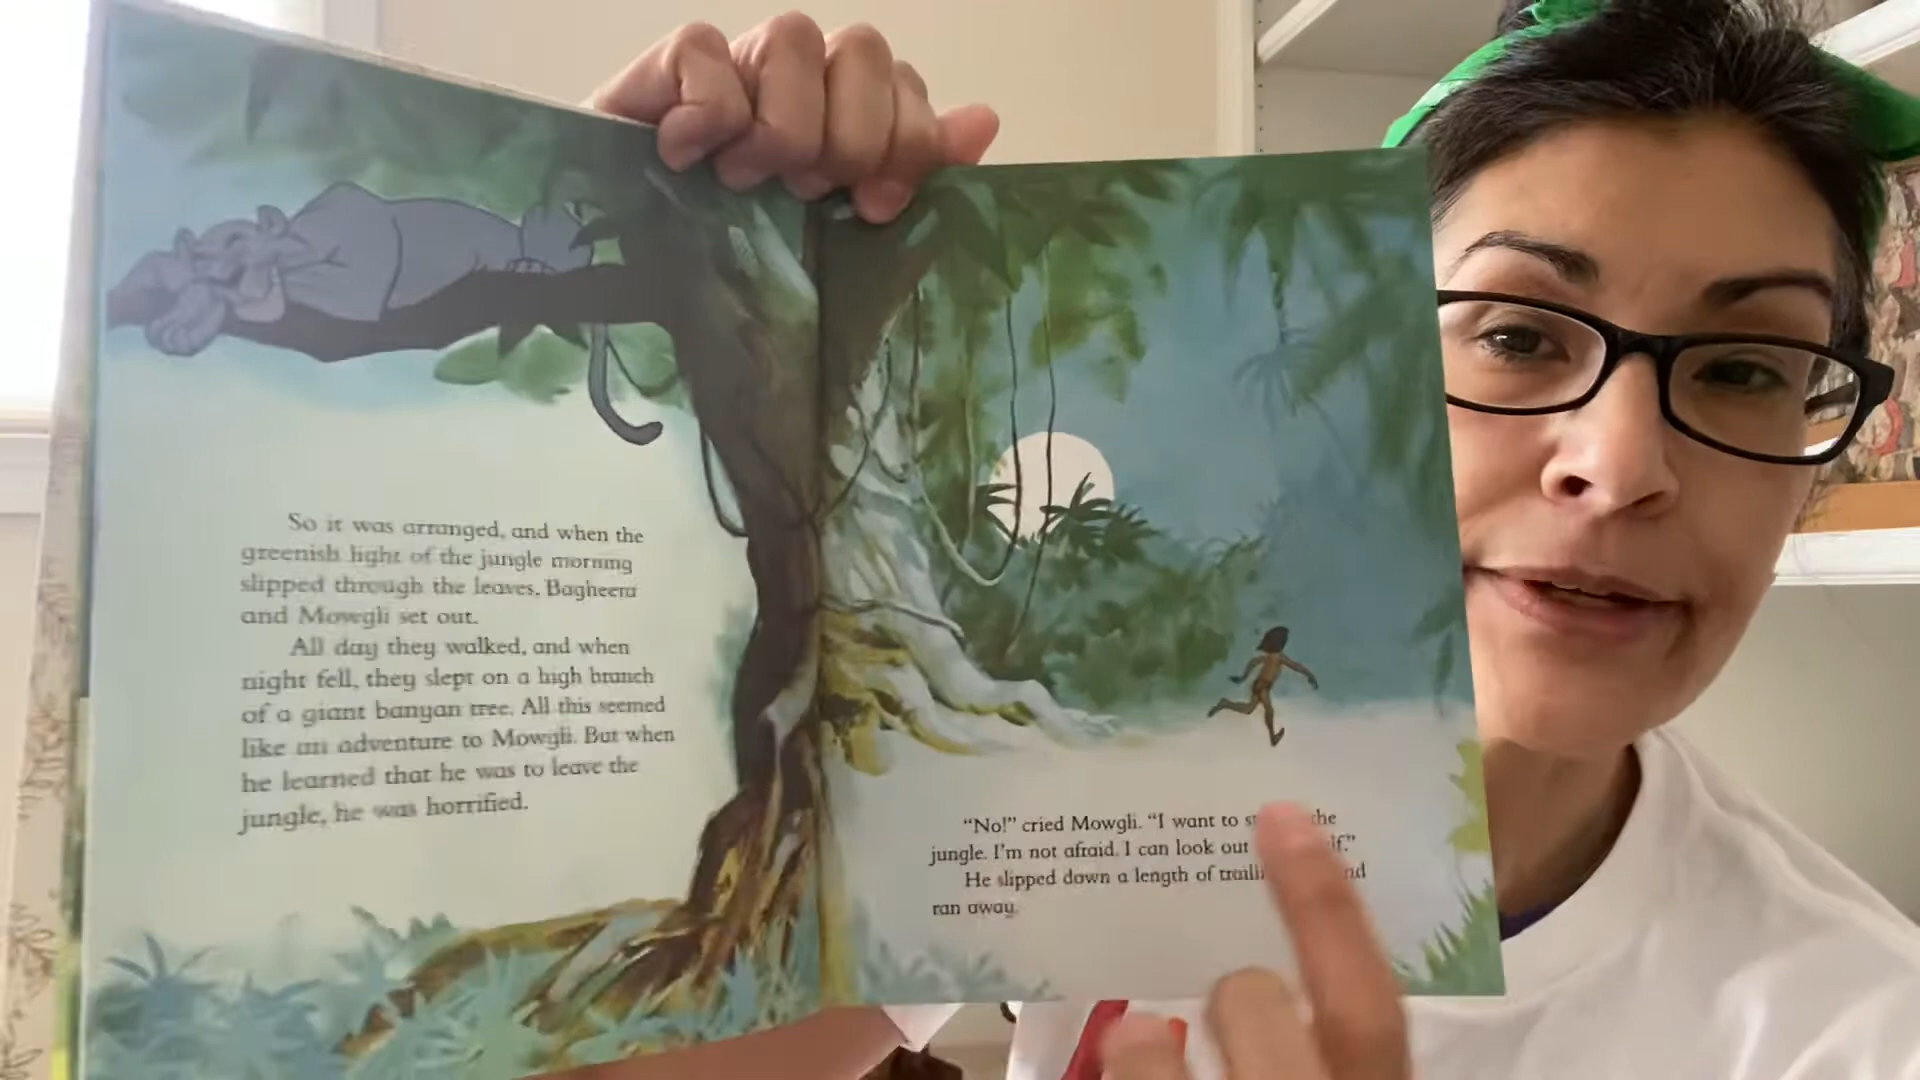 So it was arranged, and when the
greenish light of the jungle morning
slipped through the leaves, Bagheera
and Mowgli set out.
All day they walked, and when
night fell, they slept on a high branch
of a giant banyan tree. All this seemed
like an adventure to Mowgli. But when
he learned that he was to leave the
jungle, he was horrified.
"No!" cried Mowgli. "I want to the
jungle. I'm not afraid. I can look out
He slipped down a length of
ran away.